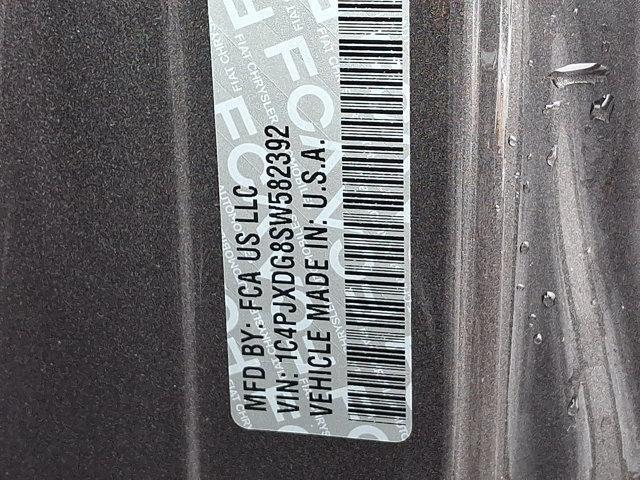 MFD BY: FCA US LLC
VIN: 1C4PJXDG8SW582392
VEHICLE MADE IN: U.S.A.